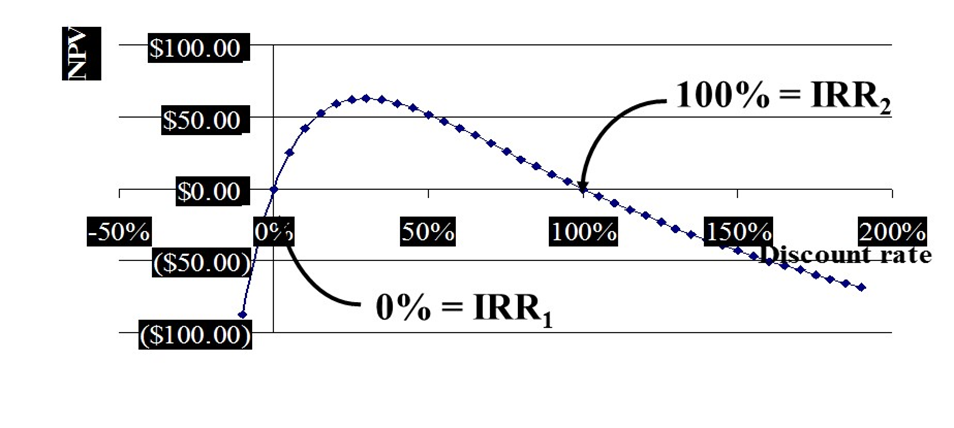 NPV
$100.00
100% = IRR2
$50.00
$0.00
-50% 0% 50% 100% 150% 200%
Discount rate
($50.00)
0% = IRR1
($100.00)